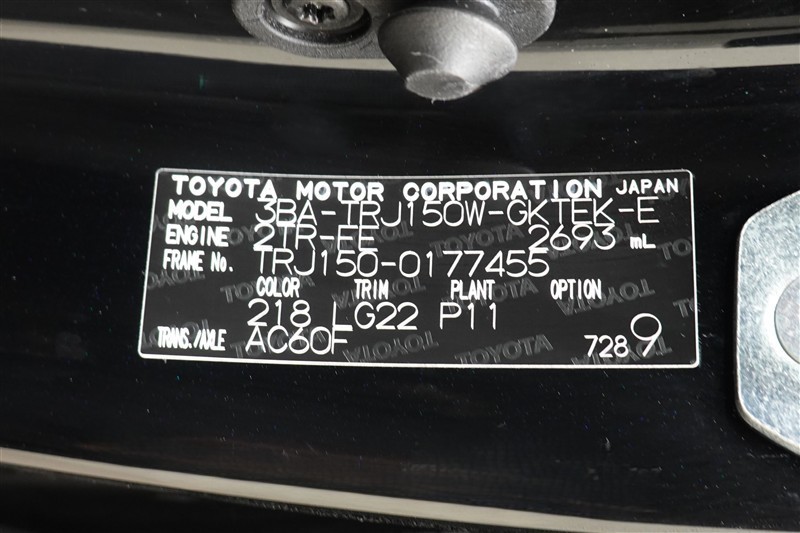 TOYOTA MOTOR CORPORATION JAPAN
MODEL 3BA-TRJ150W-GKTEK-E
ENGINE 2TR-FE 2693 mL
FRAME No. TRJ150-0177455
COLOR TRIM PLANT OPTION
218 LG22 P11
TRANS./AXLE AC60F 728 9